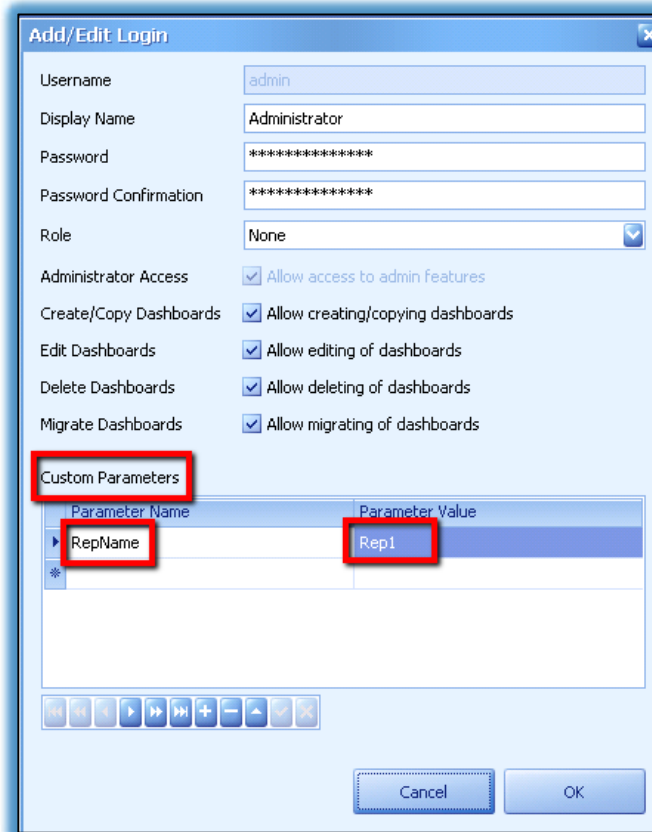 Add/Edit Login
Username admin
Display Name Administrator
Password **************
Password Confirmation **************
Role None
Administrator Access Allow access to admin features
Create/Copy Dashboards Allow creating/copying dashboards
Edit Dashboards Allow editing of dashboards
Delete Dashboards Allow deleting of dashboards
Migrate Dashboards Allow migrating of dashboards
Custom Parameters
Parameter Name Parameter Value
RepName Rep1
Cancel OK